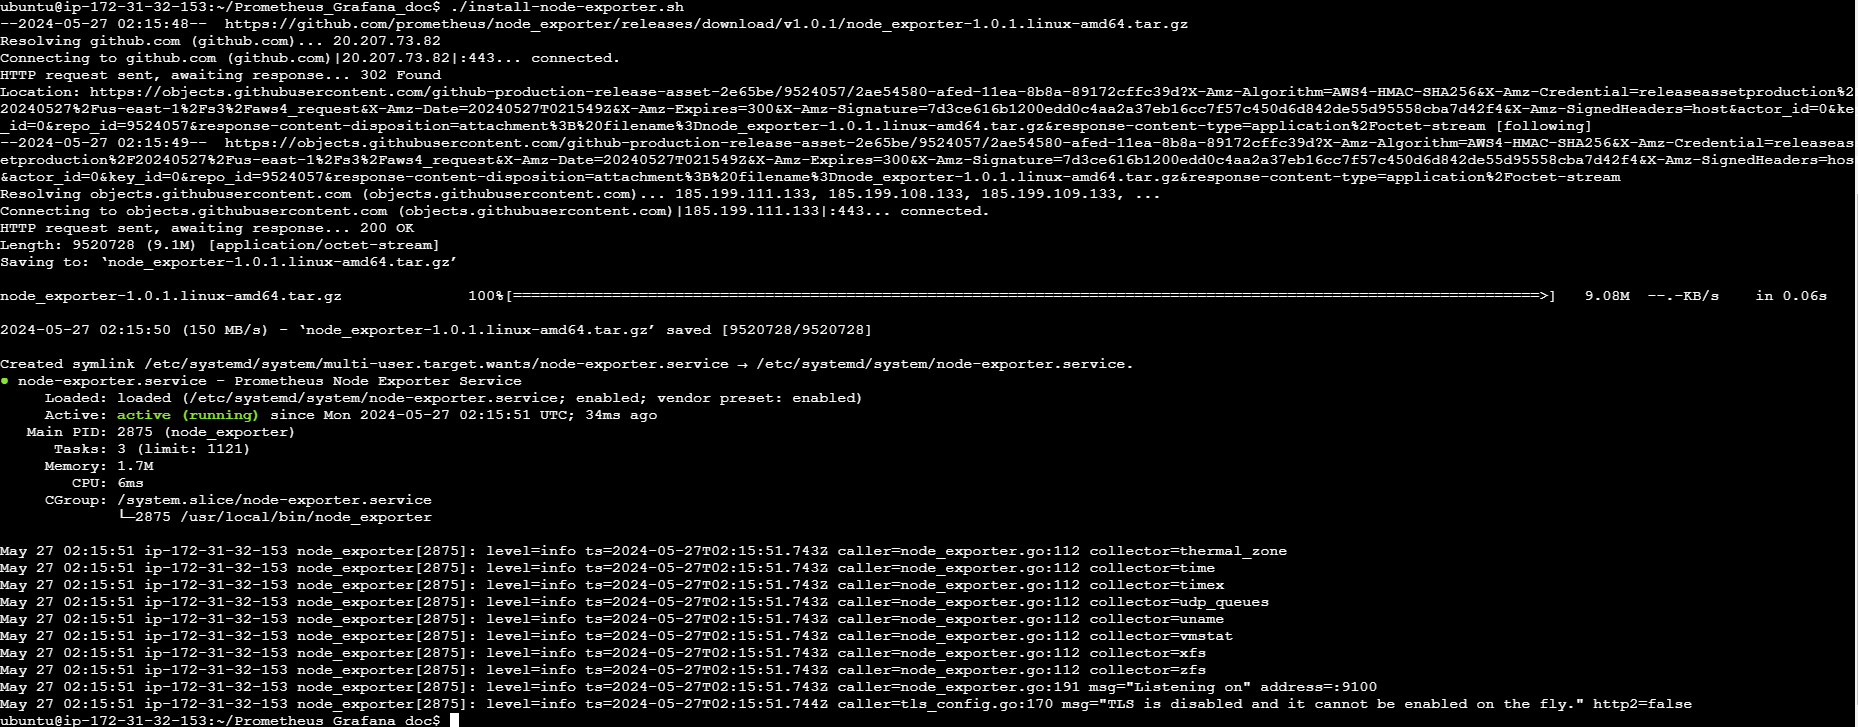 ubuntu@ip-172-31-32-153:~/Prometheus_Grafana_doc$ ./install-node-exporter.sh
--2024-05-27 02:15:48--  https://github.com/prometheus/node_exporter/releases/download/v1.0.1/node_exporter-1.0.1.linux-amd64.tar.gz
Resolving github.com (github.com)... 20.207.73.82
Connecting to github.com (github.com)|20.207.73.82|:443... connected.
HTTP request sent, awaiting response... 302 Found
Location: https://objects.githubusercontent.com/github-production-release-asset-2e65be/9524057/2ae54580-afed-11ea-8b8a-89172cffc39d?X-Amz-Algorithm=AWS4-HMAC-SHA256&X-Amz-Credential=releaseassetproduction%2
20240527%2Fus-east-1%2Fs3%2Faws4_request&X-Amz-Date=20240527T021549Z&X-Amz-Expires=300&X-Amz-Signature=7d3ce616b1200edd0c4aa2a37eb16cc7f57c450d6d842de55d95558cba7d42f4&X-Amz-SignedHeaders=host&actor_id=0&ke
_id=0&repo_id=9524057&response-content-disposition=attachment%3B%20filename%3Dnode_exporter-1.0.1.linux-amd64.tar.gz&response-content-type=application%2Foctet-stream [following]
--2024-05-27 02:15:49--  https://objects.githubusercontent.com/github-production-release-asset-2e65be/9524057/2ae54580-afed-11ea-8b8a-89172cffc39d?X-Amz-Algorithm=AWS4-HMAC-SHA256&X-Amz-Credential=releaseas
etproduction%2F20240527%2Fus-east-1%2Fs3%2Faws4_request&X-Amz-Date=20240527T021549Z&X-Amz-Expires=300&X-Amz-Signature=7d3ce616b1200edd0c4aa2a37eb16cc7f57c450d6d842de55d95558cba7d42f4&X-Amz-SignedHeaders=hos
&actor_id=0&key_id=0&repo_id=9524057&response-content-disposition=attachment%3B%20filename%3Dnode_exporter-1.0.1.linux-amd64.tar.gz&response-content-type=application%2Foctet-stream
Resolving objects.githubusercontent.com (objects.githubusercontent.com)... 185.199.111.133, 185.199.108.133, 185.199.109.133, ...
Connecting to objects.githubusercontent.com (objects.githubusercontent.com)|185.199.111.133|:443... connected.
HTTP request sent, awaiting response... 200 OK
Length: 9520728 (9.1M) [application/octet-stream]
Saving to: ‘node_exporter-1.0.1.linux-amd64.tar.gz’
node_exporter-1.0.1.linux-amd64.tar.gz              100%[==================================================================================================================>]   9.08M  --.-KB/s    in 0.06s
2024-05-27 02:15:50 (150 MB/s) - ‘node_exporter-1.0.1.linux-amd64.tar.gz’ saved [9520728/9520728]
Created symlink /etc/systemd/system/multi-user.target.wants/node-exporter.service → /etc/systemd/system/node-exporter.service.
● node-exporter.service - Prometheus Node Exporter Service
Loaded: loaded (/etc/systemd/system/node-exporter.service; enabled; vendor preset: enabled)
Active: active (running) since Mon 2024-05-27 02:15:51 UTC; 34ms ago
Main PID: 2875 (node_exporter)
Tasks: 3 (limit: 1121)
Memory: 1.7M
CPU: 6ms
CGroup: /system.slice/node-exporter.service
└─2875 /usr/local/bin/node_exporter
May 27 02:15:51 ip-172-31-32-153 node_exporter[2875]: level=info ts=2024-05-27T02:15:51.743Z caller=node_exporter.go:112 collector=thermal_zone
May 27 02:15:51 ip-172-31-32-153 node_exporter[2875]: level=info ts=2024-05-27T02:15:51.743Z caller=node_exporter.go:112 collector=time
May 27 02:15:51 ip-172-31-32-153 node_exporter[2875]: level=info ts=2024-05-27T02:15:51.743Z caller=node_exporter.go:112 collector=timex
May 27 02:15:51 ip-172-31-32-153 node_exporter[2875]: level=info ts=2024-05-27T02:15:51.743Z caller=node_exporter.go:112 collector=udp_queues
May 27 02:15:51 ip-172-31-32-153 node_exporter[2875]: level=info ts=2024-05-27T02:15:51.743Z caller=node_exporter.go:112 collector=uname
May 27 02:15:51 ip-172-31-32-153 node_exporter[2875]: level=info ts=2024-05-27T02:15:51.743Z caller=node_exporter.go:112 collector=vmstat
May 27 02:15:51 ip-172-31-32-153 node_exporter[2875]: level=info ts=2024-05-27T02:15:51.743Z caller=node_exporter.go:112 collector=xfs
May 27 02:15:51 ip-172-31-32-153 node_exporter[2875]: level=info ts=2024-05-27T02:15:51.743Z caller=node_exporter.go:112 collector=zfs
May 27 02:15:51 ip-172-31-32-153 node_exporter[2875]: level=info ts=2024-05-27T02:15:51.743Z caller=node_exporter.go:191 msg="Listening on" address=:9100
May 27 02:15:51 ip-172-31-32-153 node_exporter[2875]: level=info ts=2024-05-27T02:15:51.744Z caller=tls_config.go:170 msg="TLS is disabled and it cannot be enabled on the fly." http2=false
ubuntu@ip-172-31-32-153:~/Prometheus_Grafana_doc$